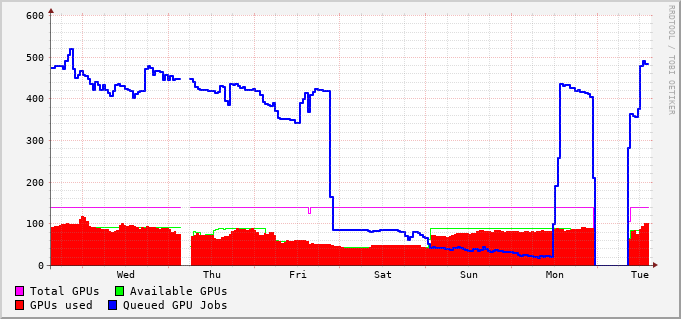 600
500
400
300
200
100
0
Wed Thu Fri Sat Sun Mon Tue
Total GPUs Available GPUs
GPUs used Queued GPU Jobs
RRDTOOL / TOBI OETIKER